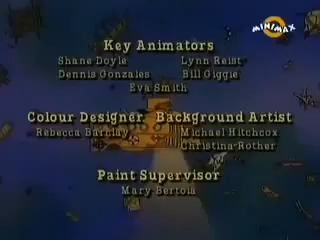 MINIMAX
Key Animators
Shane Doyle Lynn Reist
Dennis Gonzales Bill Giggie
Eva Smith
Colour Designer Background Artist
Rebecca Barclay Michael Hitchcox
Christina Rother
Paint Supervisor
Mary Bertoia